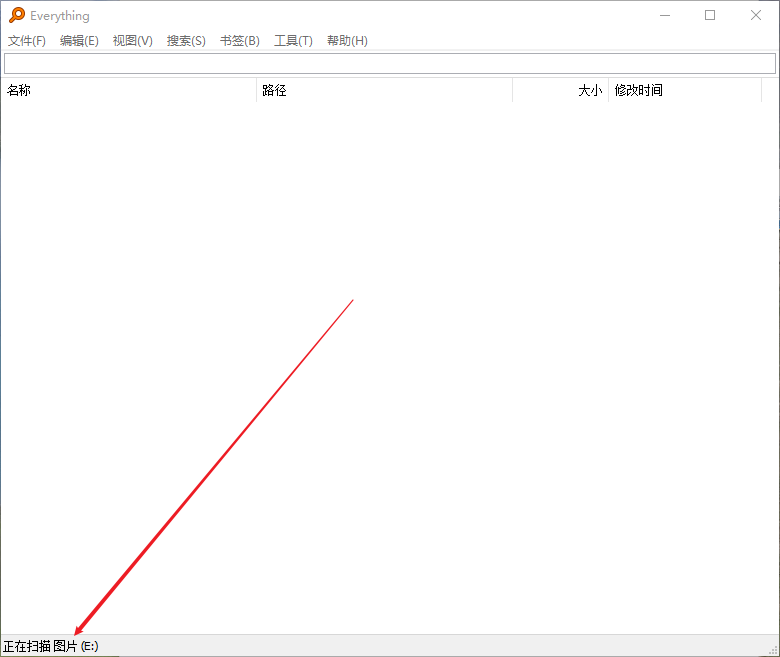 Everything
文件(F) 编辑(E) 视图(V) 搜索(S) 书签(B) 工具(T) 帮助(H)
名称 路径 大小 修改时间
正在扫描 图片 (E:)